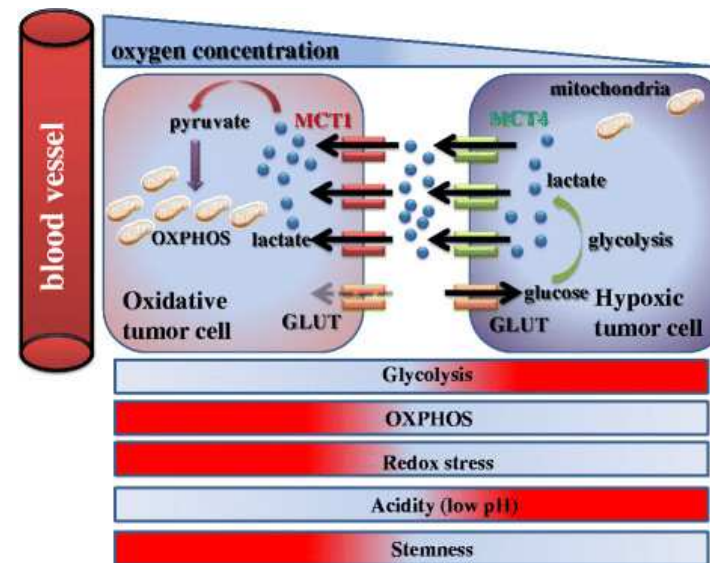 oxygen concentration
blood vessel
pyruvate
MCT1
OXPHOS
lactate
Oxidative
tumor cell
GLUT
mitochondria
MCT4
lactate
glycolysis
glucose
Hypoxic
tumor cell
GLUT
Glycolysis
OXPHOS
Redox stress
Acidity (low pH)
Stemness